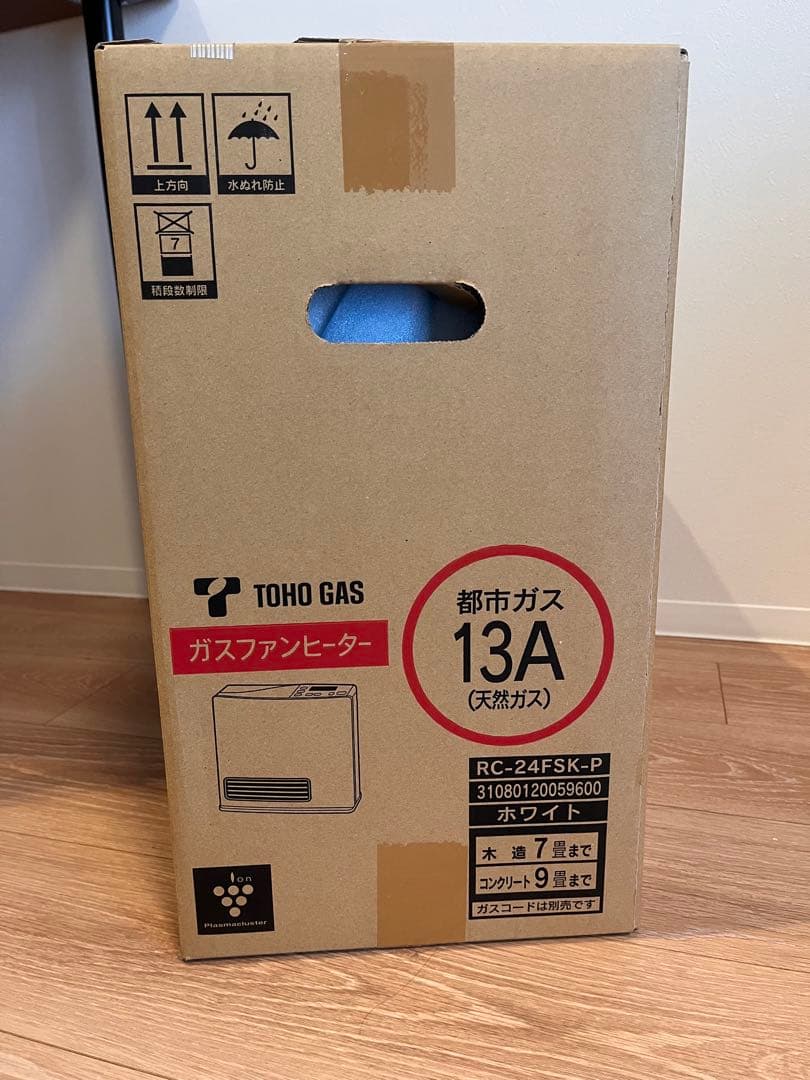 上方向
水ぬれ防止
7
積段数制限
TOHO GAS
ガスファンヒーター
都市ガス
13A
(天然ガス)
RC-24FSK-P
31080120059600
ホワイト
木造7畳まで
コンクリート9畳まで
ガスコードは別売です
Ion
Plasmacluster